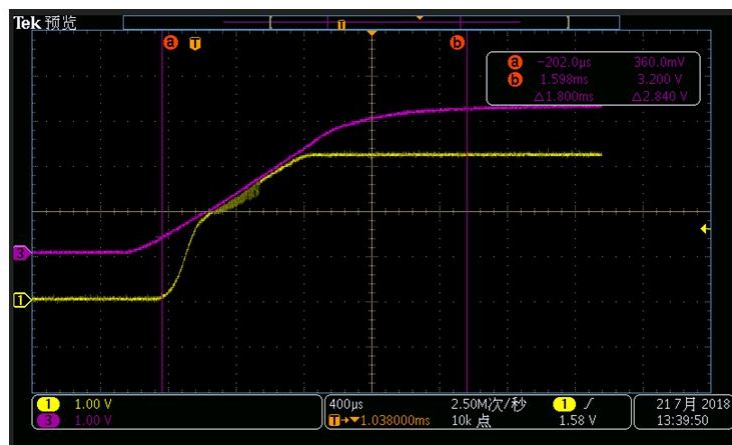 Tek 预览
a T b
T
a -202.0μs 360.0mV
b 1.598ms 3.200 V
△1.800ms △2.840 V
3
1
1 1.00 V
3 1.00 V
400μs
T→▼1.038000ms
2.50M次/秒
10k 点
1 /
1.58 V
21 7月 2018
13:39:50